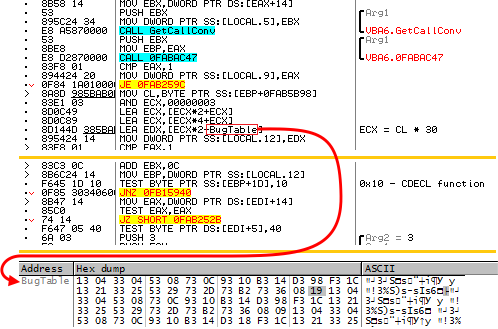 8B58 14 MOV EBX,DWORD PTR DS:[EAX+14]
53 PUSH EBX Arg1
895C24 34 MOV DWORD PTR SS:[LOCAL.5],EBX
E8 A5870000 CALL GetCallConv VBA6.GetCallConv
53 PUSH EBX Arg1
8BE8 MOV EBP,EAX
E8 D2870000 CALL 0FABAC47 VBA6.0FABAC47
83F8 01 CMP EAX,1
894424 20 MOV DWORD PTR SS:[LOCAL.9],EAX
0F84 1A010000 JE 0FAB259C
8A8D 985BAB0 MOV CL,BYTE PTR SS:[EBP+0FAB5B98]
83E1 03 AND ECX,00000003
8D0C49 LEA ECX,[ECX*2+ECX]
8D0C89 LEA ECX,[ECX*4+ECX]
8D144D 385BA LEA EDX,[ECX*2+BugTable] ECX = CL * 30
895424 14 MOV DWORD PTR SS:[LOCAL.12],EDX
83F8 01 CMP EAX,1
83C3 0C ADD EBX,0C
8B6C24 14 MOV EBP,DWORD PTR SS:[LOCAL.12]
F645 1D 10 TEST BYTE PTR SS:[EBP+1D],10 0x10 - CDECL function
0F85 30340600 JNZ 0FB15940
8B47 14 MOV EAX,DWORD PTR DS:[EDI+14]
85C0 TEST EAX,EAX
74 14 JZ SHORT 0FAB252B
F647 05 40 TEST BYTE PTR DS:[EDI+5],40
6A 03 PUSH 3 Arg2 = 3
Address Hex dump ASCII
BugTable 13 04 33 04 53 08 73 0C 93 10 B3 14 D3 98 F3 1C
13 21 33 25 53 29 73 2D 73 B2 73 36 08 19 13 04
33 04 53 08 73 0C 93 10 B3 14 D3 98 F3 1C 13 21
33 25 53 29 73 2D 73 B2 73 36 08 09 13 04 33 04
53 08 73 0C 93 10 B3 14 D3 18 F3 1C 13 21 33 25